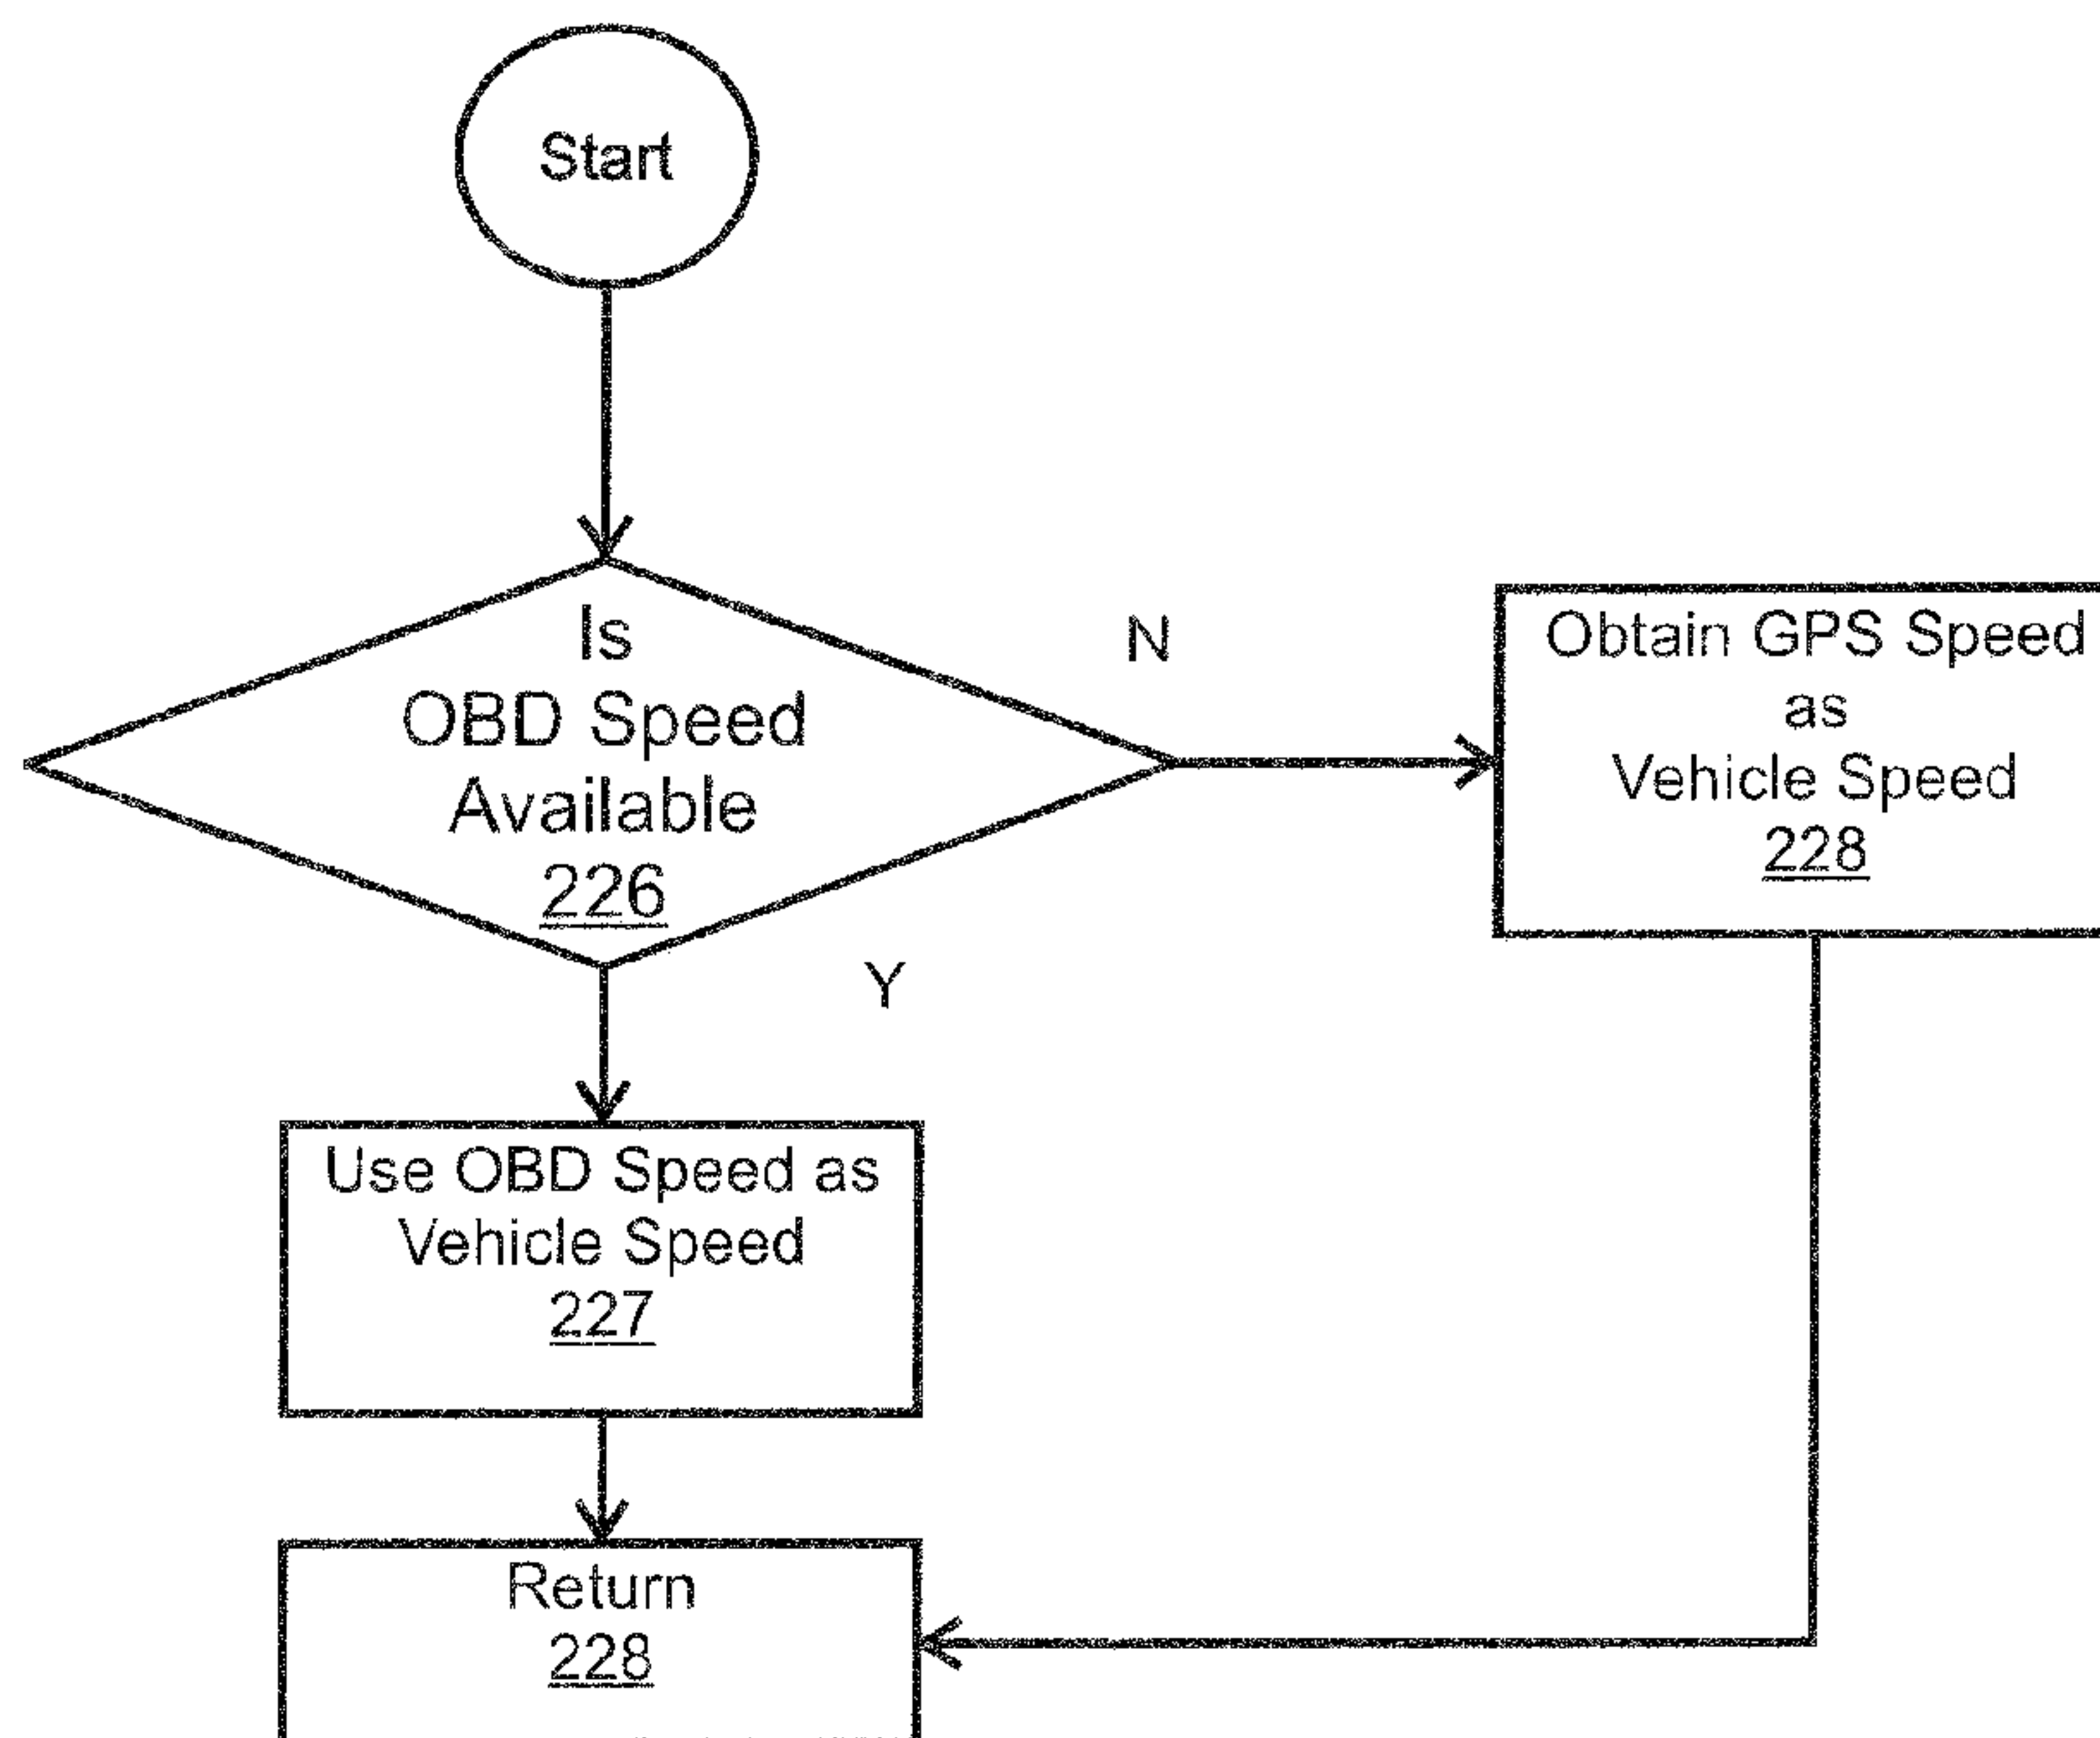 Start
Is
OBD Speed
Available
226
N
Y
Obtain GPS Speed
as
Vehicle Speed
228
Use OBD Speed as
Vehicle Speed
227
Return
228